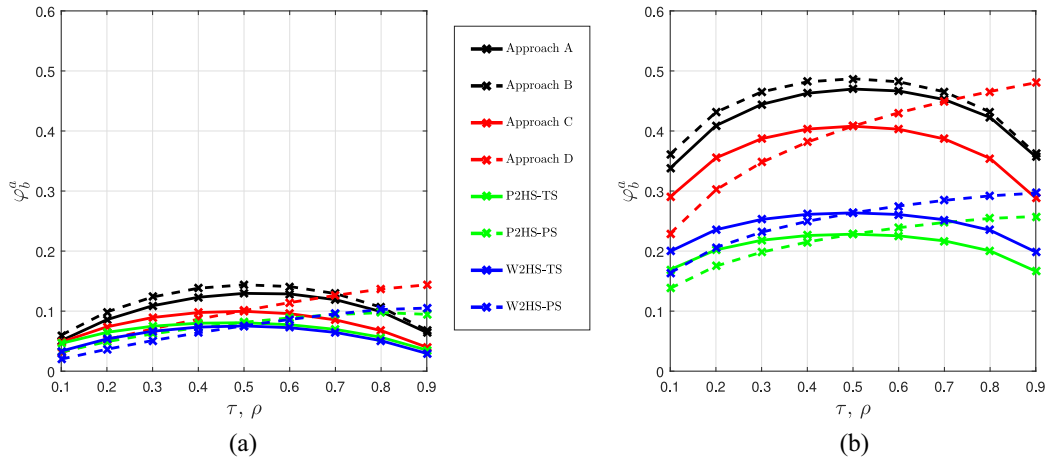 0.6
0.5
0.4
0.3
0.2
0.1
0
φ_b^a
0.1 0.2 0.3 0.4 0.5 0.6 0.7 0.8 0.9
τ, ρ
(a)
Approach A
Approach B
Approach C
Approach D
P2HS-TS
P2HS-PS
W2HS-TS
W2HS-PS
0.6
0.5
0.4
0.3
0.2
0.1
0
φ_b^a
0.1 0.2 0.3 0.4 0.5 0.6 0.7 0.8 0.9
τ, ρ
(b)